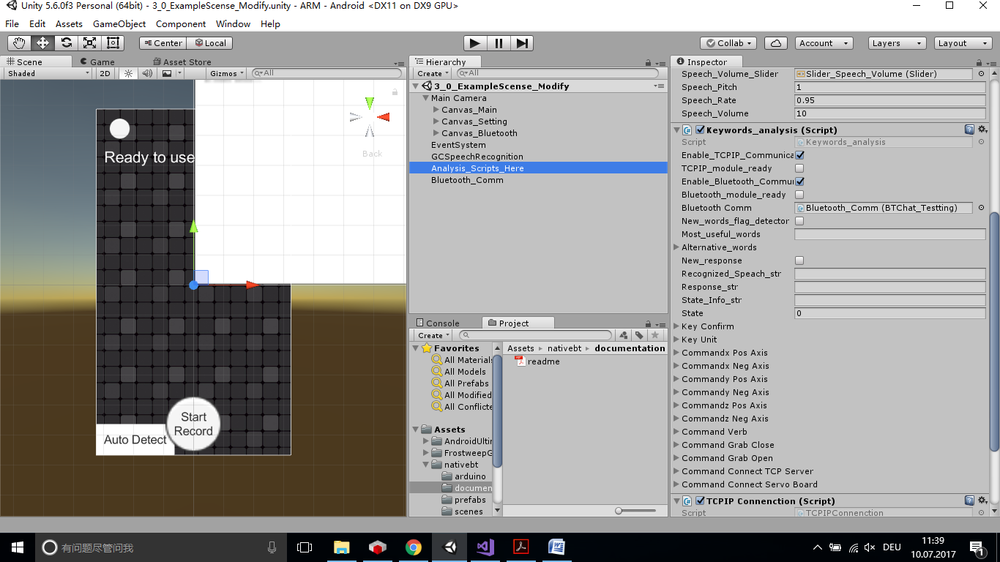 Unity 5.6.0f3 Personal (64bit) - 3_0_ExampleScense_Modify.unity - ARM - Android <DX11 on DX9 GPU>
File Edit Assets GameObject Component Window Help
Center Local Collab Account Layers Layout
Scene Game Asset Store
Shaded 2D Gizmos All
Ready to use
Back
Start
Record
Auto Detect
Hierarchy
Create All
3_0_ExampleScense_Modify
Main Camera
Canvas_Main
Canvas_Setting
Canvas_Bluetooth
EventSystem
GCSpeechRecognition
Analysis_Scripts_Here
Bluetooth_Comm
Console Project
Create
Favorites
All Materials
All Models
All Prefabs
All Modified
All Conflicte
Assets
AndroidUltir
FrostweepG
nativebt
arduino
documen
prefabs
scenes
Assets nativebt documentation
readme
Inspector
Speech_Volume_Slider Slider_Speech_Volume (Slider)
Speech_Pitch 1
Speech_Rate 0.95
Speech_Volume 10
Keywords_analysis (Script)
Script Keywords_analysis
Enable_TCPIP_Communica
TCPIP_module_ready
Enable_Bluetooth_Commu
Bluetooth_module_ready
Bluetooth Comm Bluetooth_Comm (BTChat_Testting)
New_words_flag_detector
Most_useful_words
Alternative_words
New_response
Recognized_Speach_str
Response_str
State_Info_str
State 0
Key Confirm
Key Unit
Commandx Pos Axis
Commandx Neg Axis
Commandy Pos Axis
Commandy Neg Axis
Commandz Pos Axis
Commandz Neg Axis
Command Verb
Command Grab Close
Command Grab Open
Command Connect TCP Server
Command Connect Servo Board
TCPIP Connenction (Script)
Script TCPIPConnenction
有问题尽管问我
DEU
11:39
10.07.2017
1